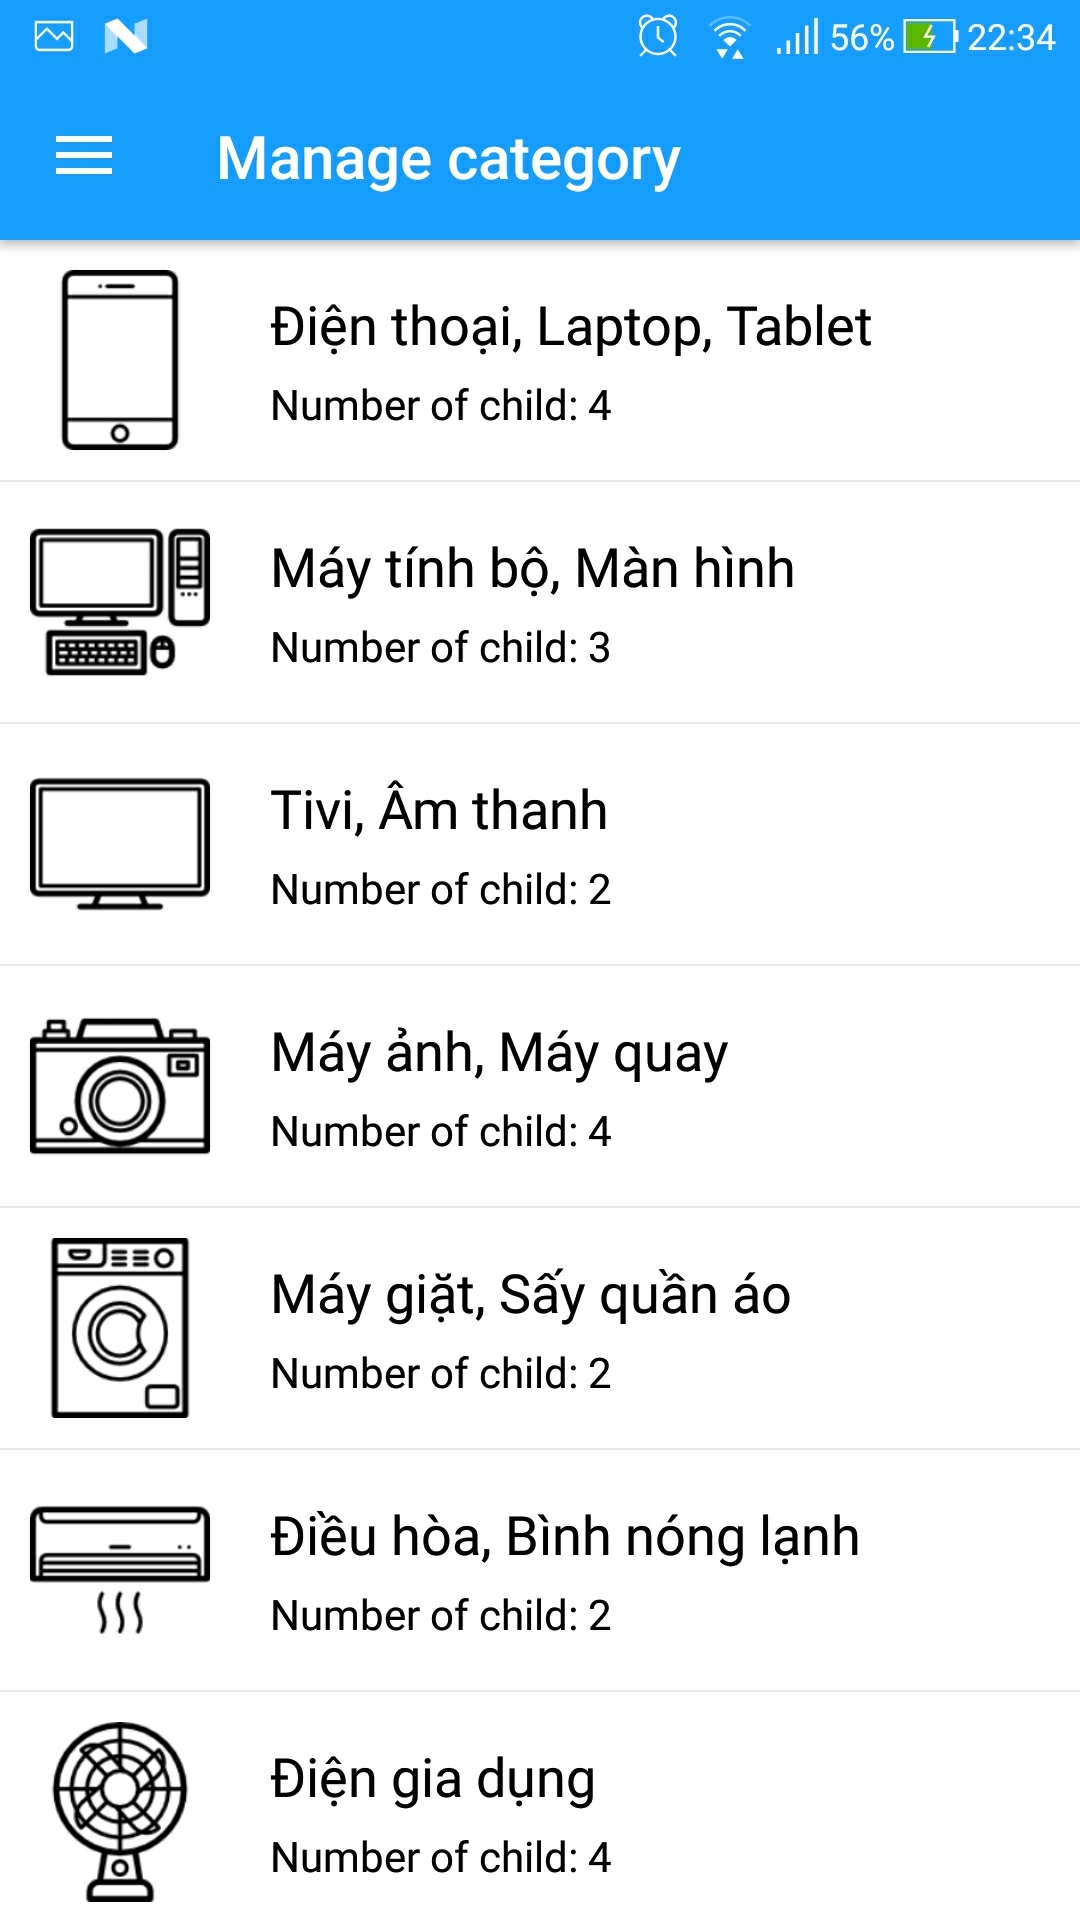 56% 22:34
Manage category
Điện thoại, Laptop, Tablet
Number of child: 4
Máy tính bộ, Màn hình
Number of child: 3
Tivi, Âm thanh
Number of child: 2
Máy ảnh, Máy quay
Number of child: 4
Máy giặt, Sấy quần áo
Number of child: 2
Điều hòa, Bình nóng lạnh
Number of child: 2
Điện gia dụng
Number of child: 4